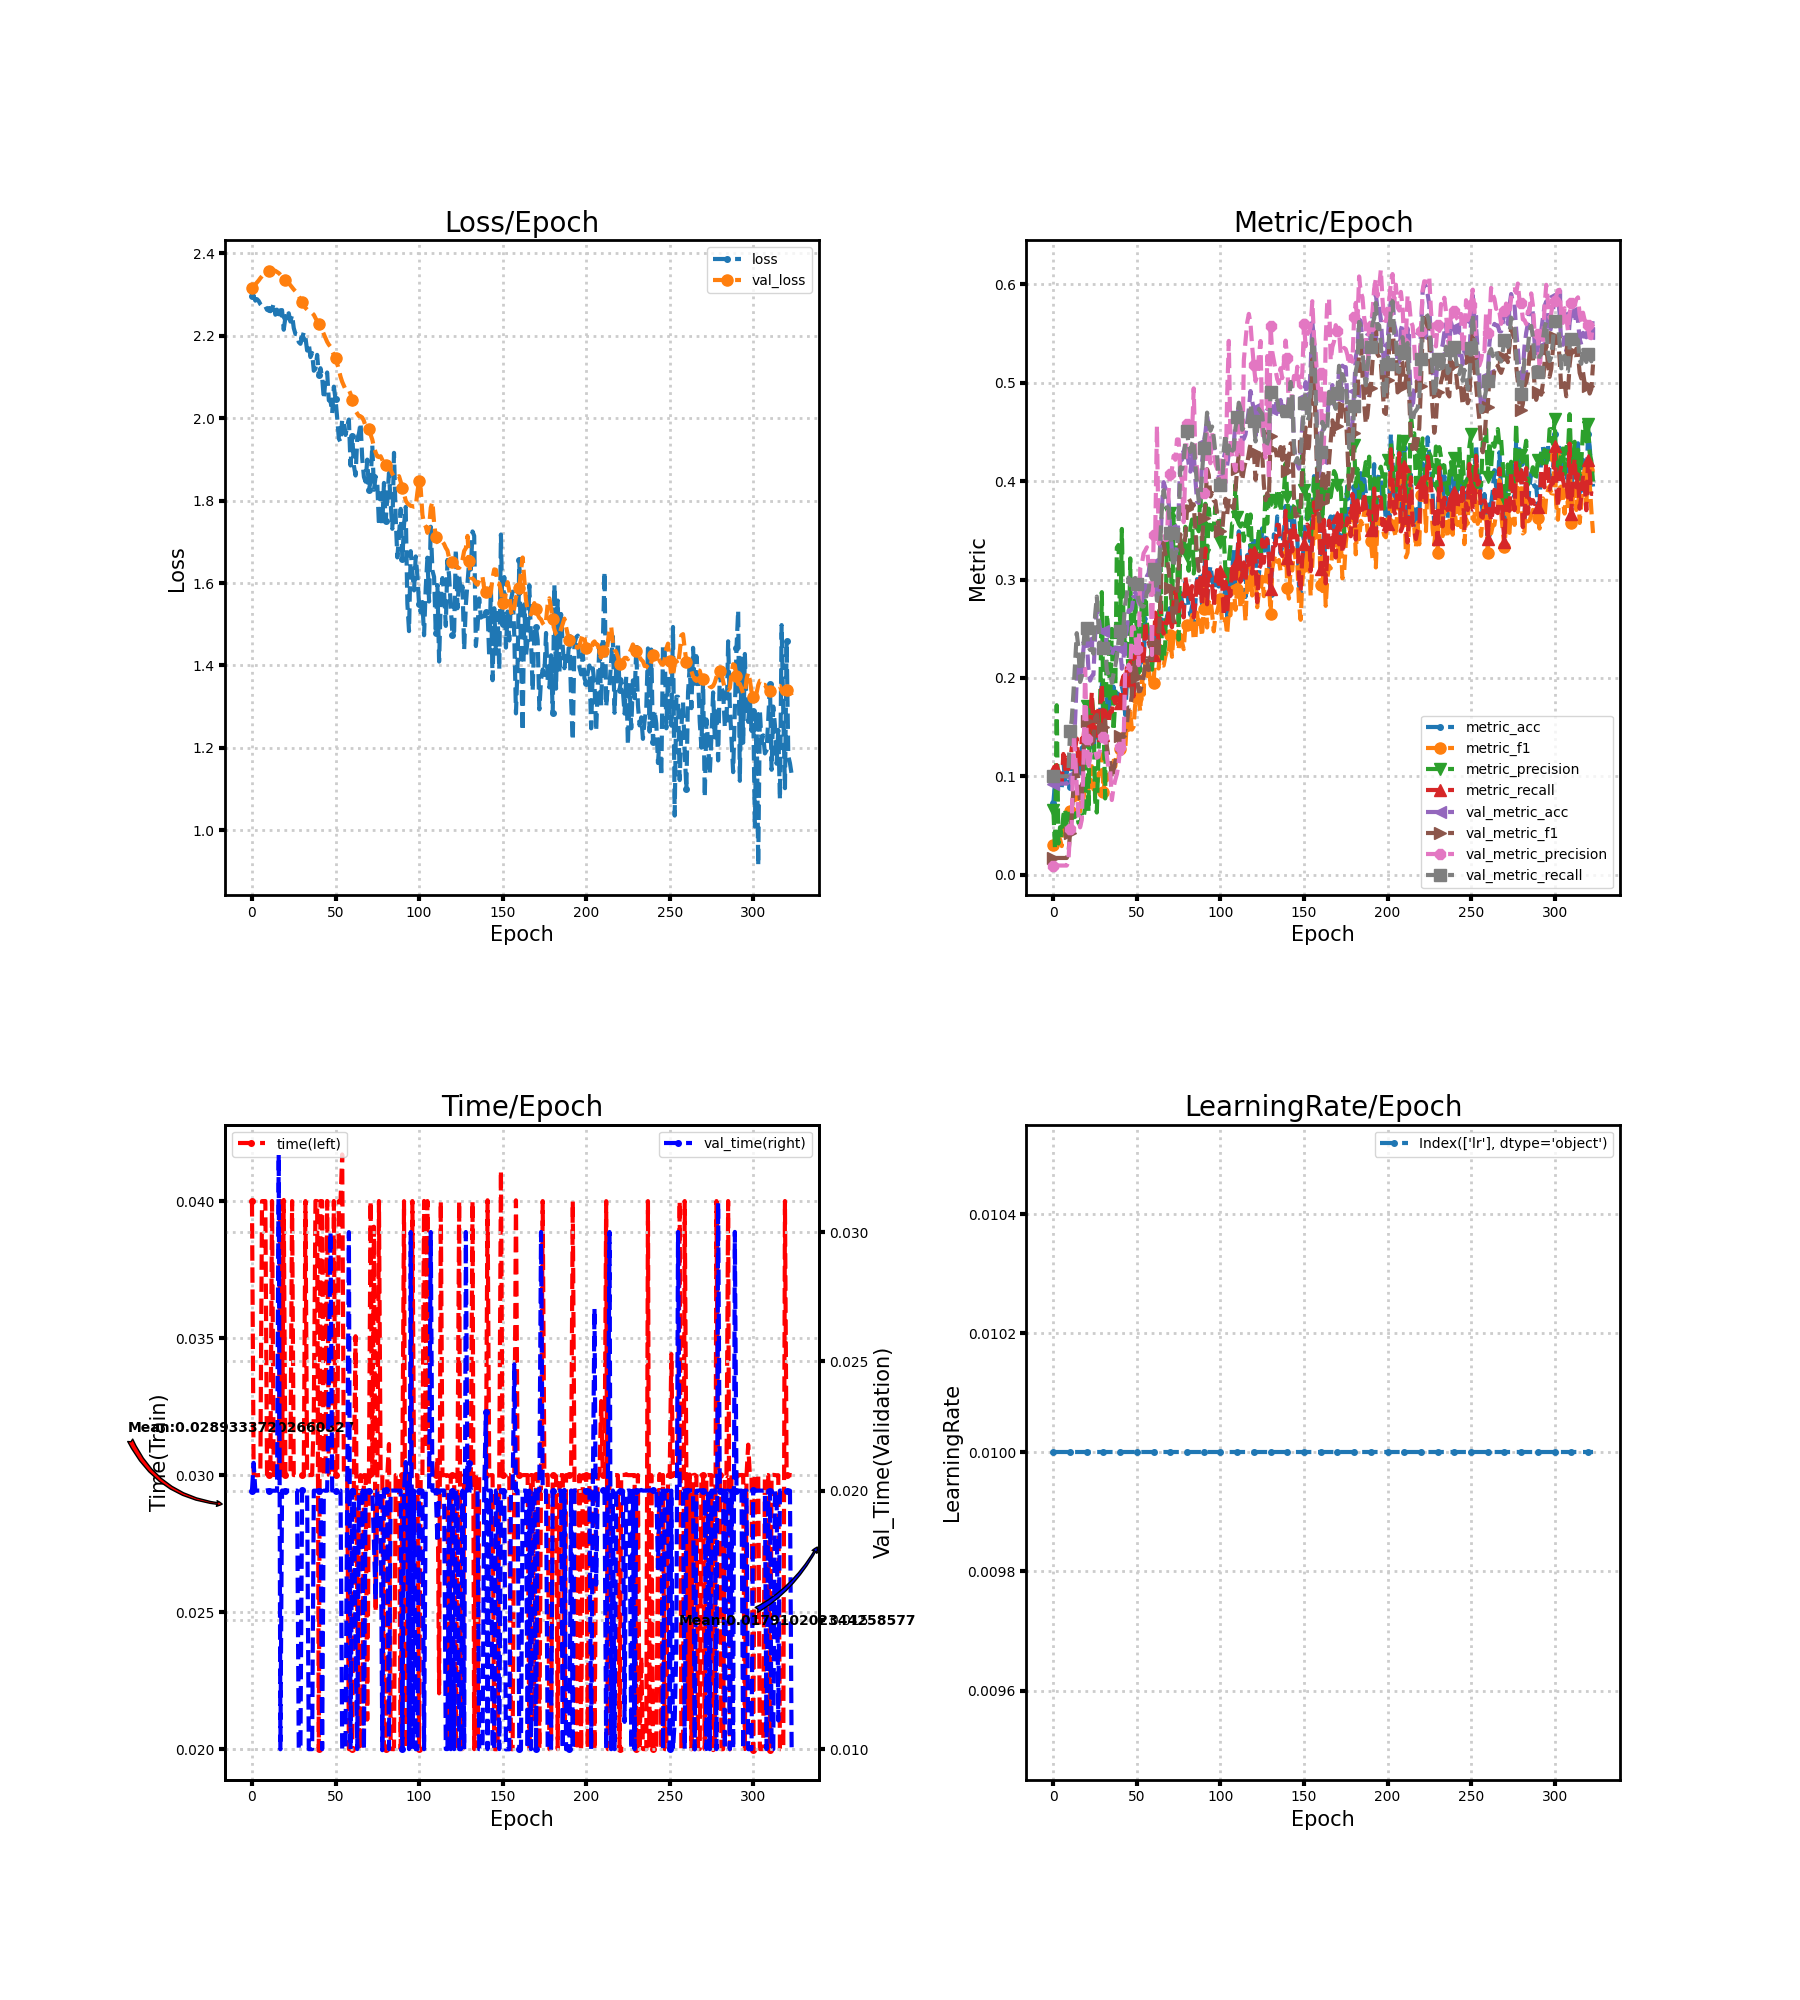 Loss/Epoch
2.4
2.2
2.0
1.8
1.6
1.4
1.2
1.0
Loss
loss
val_loss
0 50 100 150 200 250 300
Epoch
Metric/Epoch
0.6
0.5
0.4
0.3
0.2
0.1
0.0
Metric
metric_acc
metric_f1
metric_precision
metric_recall
val_metric_acc
val_metric_f1
val_metric_precision
val_metric_recall
0 50 100 150 200 250 300
Epoch
Time/Epoch
time(left)
val_time(right)
0.040
0.035
0.030
0.025
0.020
Time(Train)
0.030
0.025
0.020
0.010
Val_Time(Validation)
0 50 100 150 200 250 300
Epoch
LearningRate/Epoch
Index(['lr'], dtype='object')
0.0104
0.0102
0.0100
0.0098
0.0096
LearningRate
0 50 100 150 200 250 300
Epoch